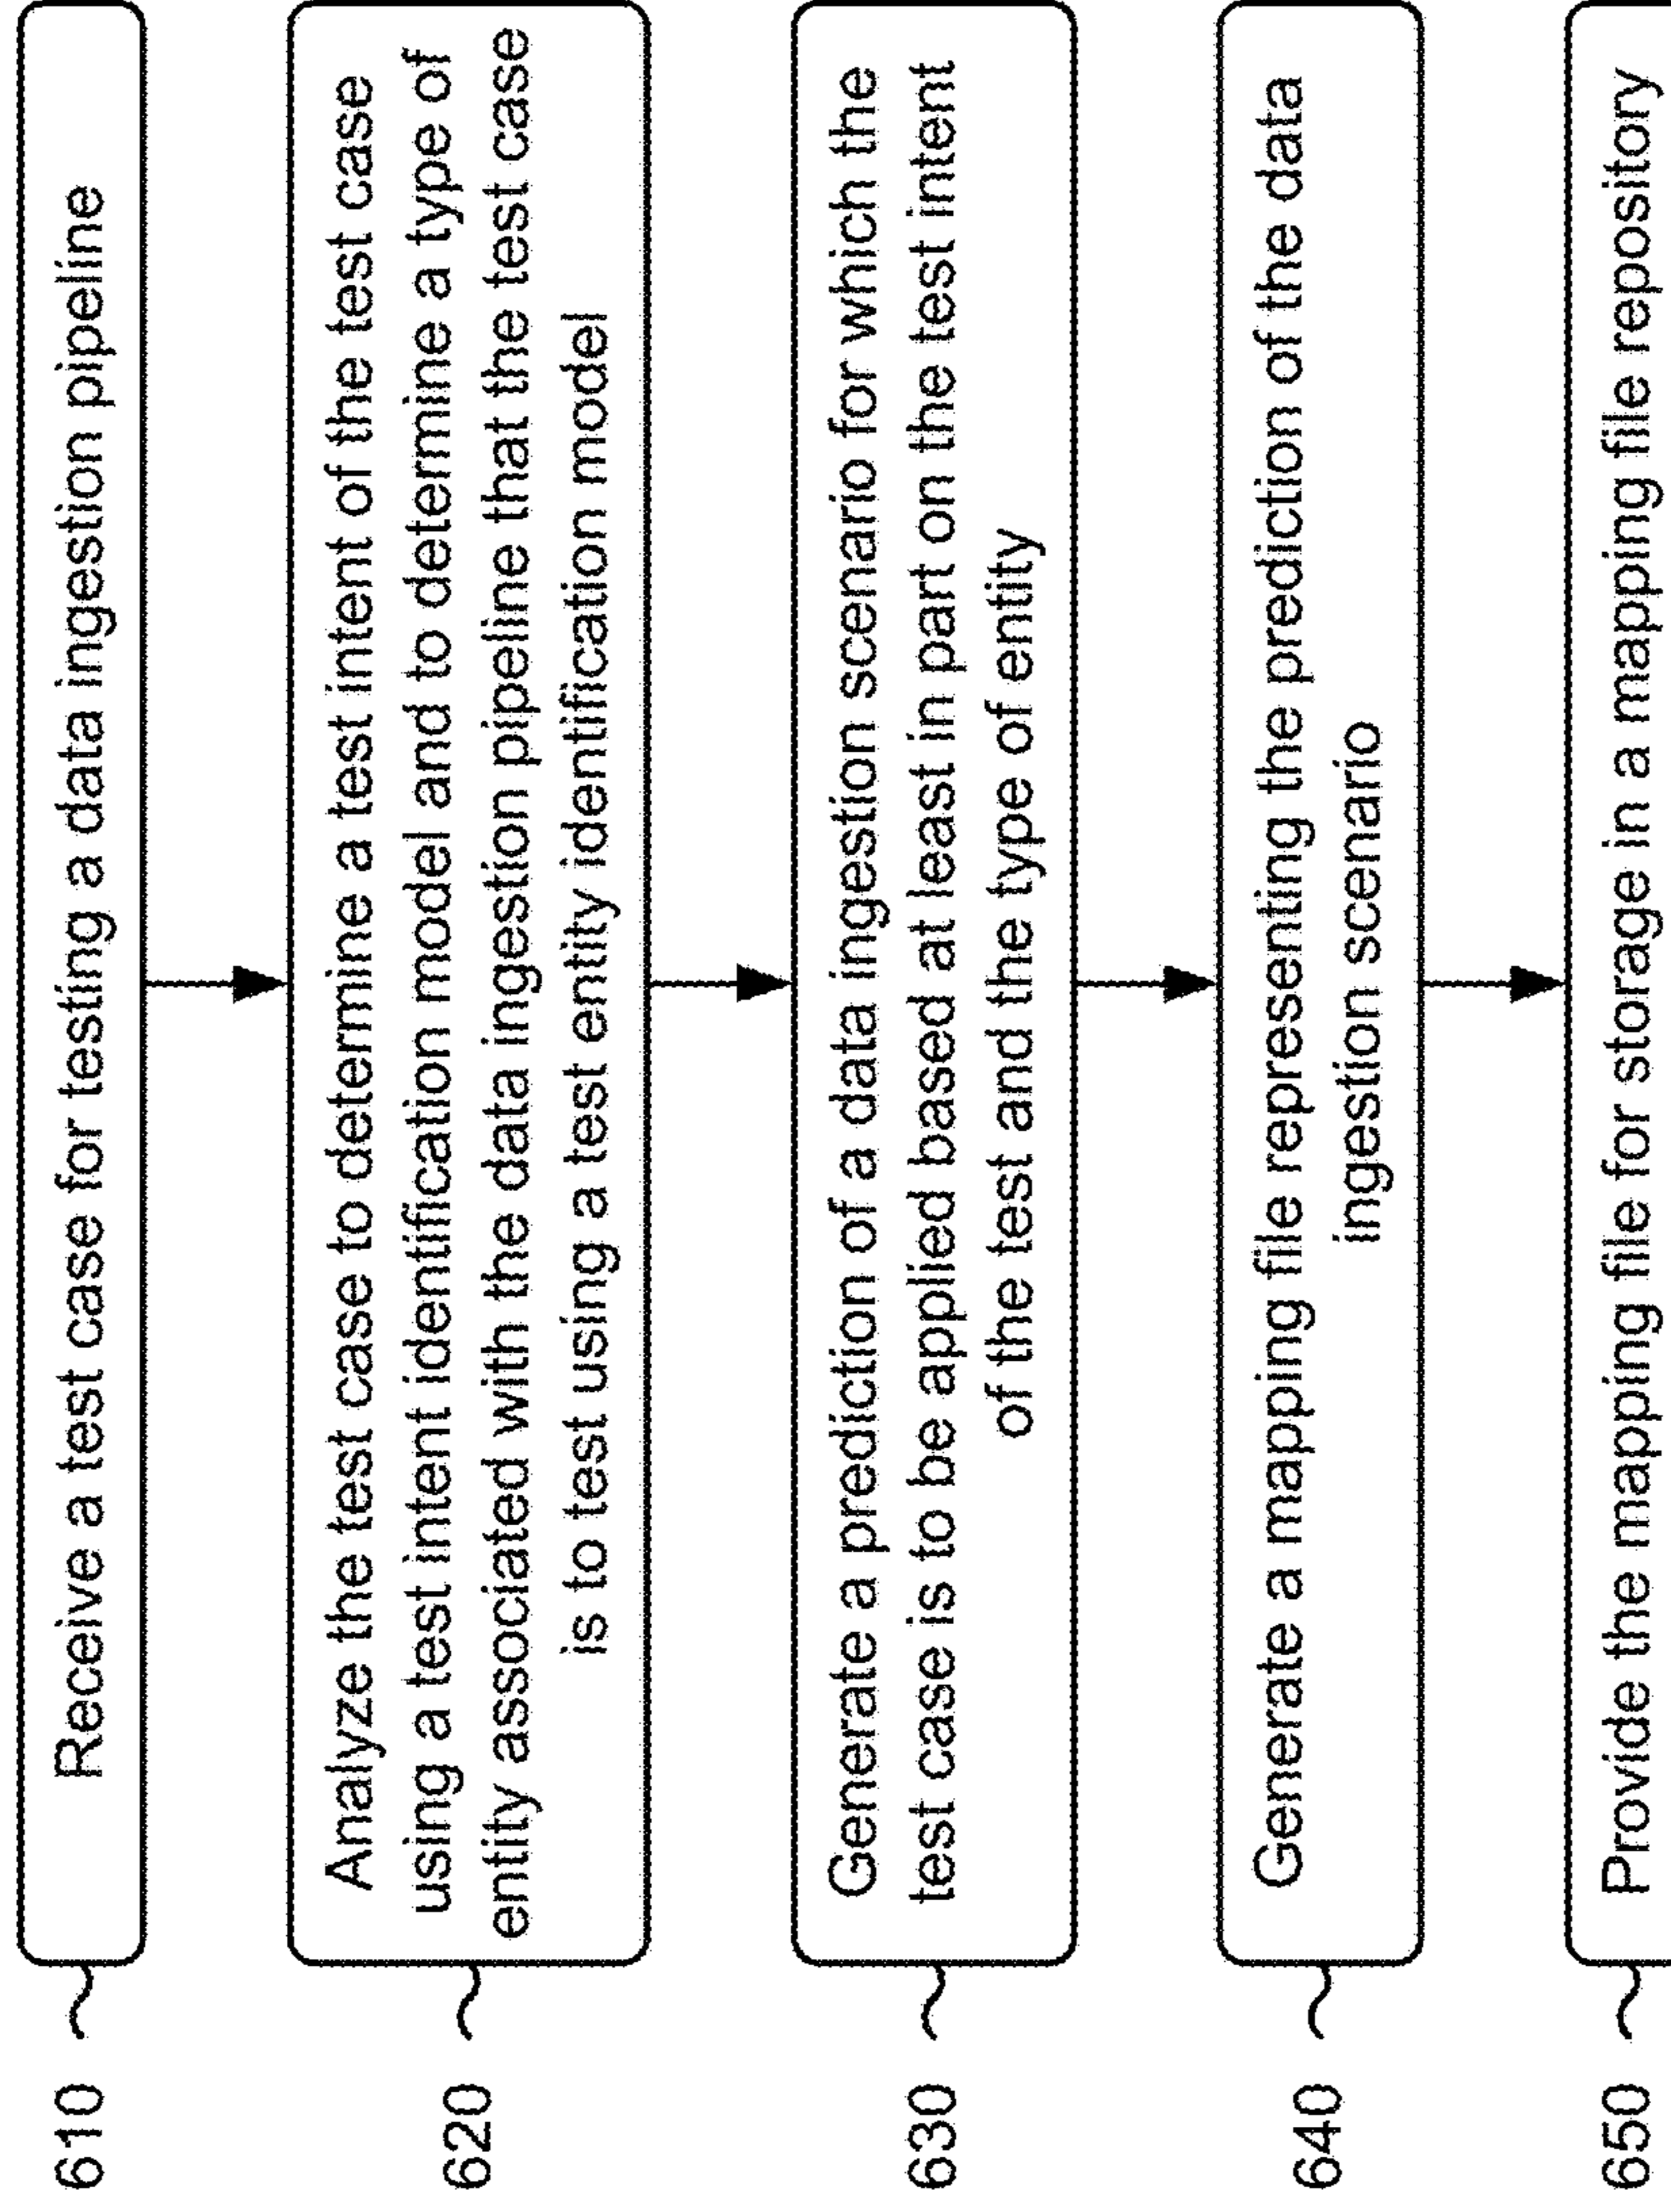 610
Receive a test case for testing a data ingestion pipeline
620
Analyze the test case to determine a test intent of the test case
using a test intent identification model and to determine a type of
entity associated with the data ingestion pipeline that the test case
is to test using a test entity identification model
630
Generate a prediction of a data ingestion scenario for which the
test case is to be applied based at least in part on the test intent
of the test and the type of entity
640
Generate a mapping file representing the prediction of the data
ingestion scenario
650
Provide the mapping file for storage in a mapping file repository